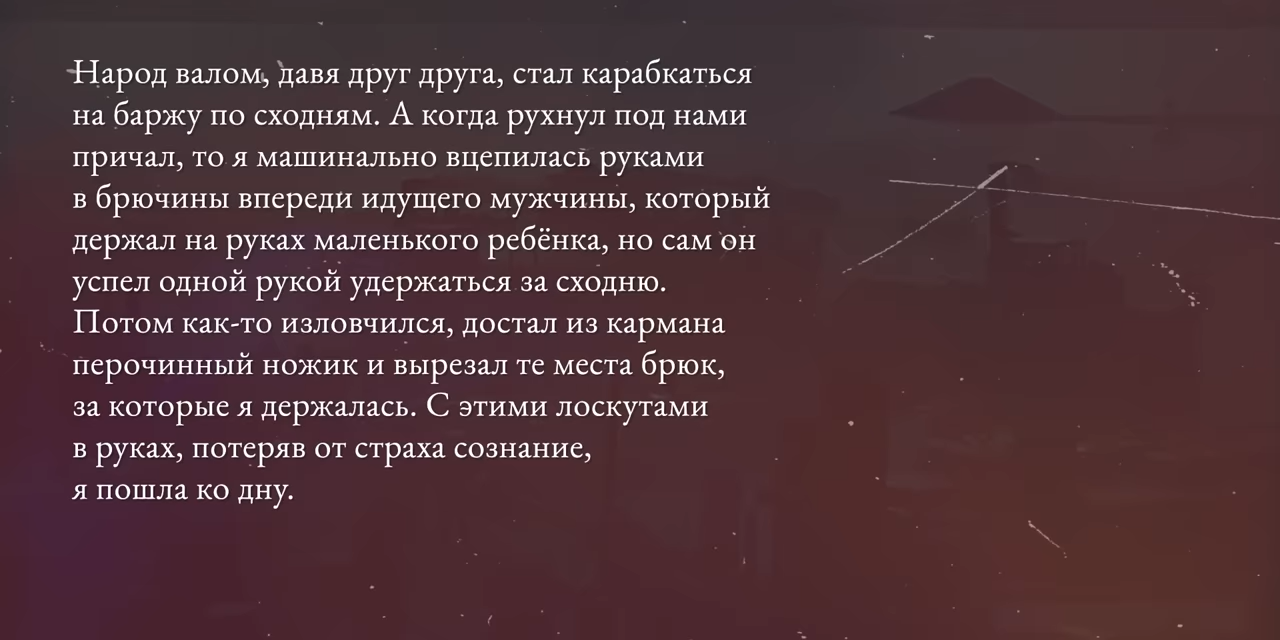 Народ валом, давя друг друга, стал карабкаться
на баржу по сходням. А когда рухнул под нами
причал, то я машинально вцепилась руками
в брючины впереди идущего мужчины, который
держал на руках маленького ребёнка, но сам он
успел одной рукой удержаться за сходню.
Потом как-то изловчился, достал из кармана
перочинный ножик и вырезал те места брюк,
за которые я держалась. С этими лоскутами
в руках, потеряв от страха сознание,
я пошла ко дну.